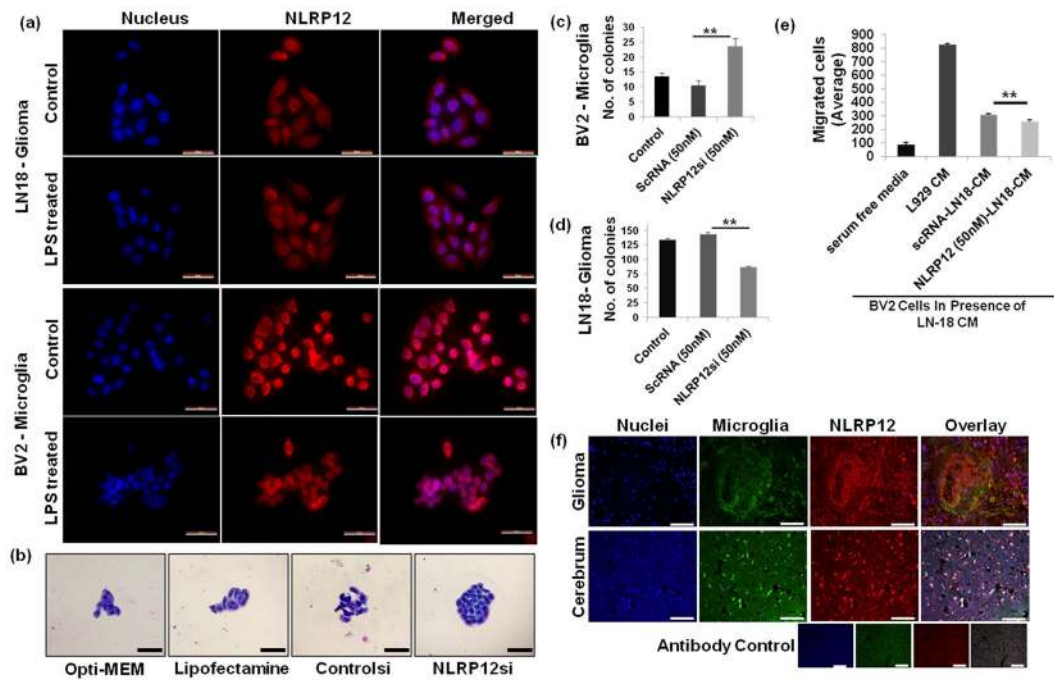 (a)
Nucleus
NLRP12
Merged
LN18 - Glioma
Control
LPS treated
BV2 - Microglia
Control
LPS treated
(b)
Opti-MEM
Lipofectamine
Controlsi
NLRP12si
(c)
BV2 - Microglia
No. of colonies
30
25
20
15
10
5
0
**
Control
ScRNA (50nM)
NLRP12si (50nM)
(d)
LN18- Glioma
No. of colonies
150
125
100
75
50
25
0
**
Control
ScRNA (50nM)
NLRP12si (50nM)
(e)
Migrated cells
(Average)
900
800
700
600
500
400
300
200
100
0
**
serum free media
L929 CM
scRNA-LN18-CM
NLRP12 (50nM)-LN18-CM
BV2 Cells In Presence of
LN-18 CM
(f)
Nuclei
Microglia
NLRP12
Overlay
Glioma
Cerebrum
Antibody Control